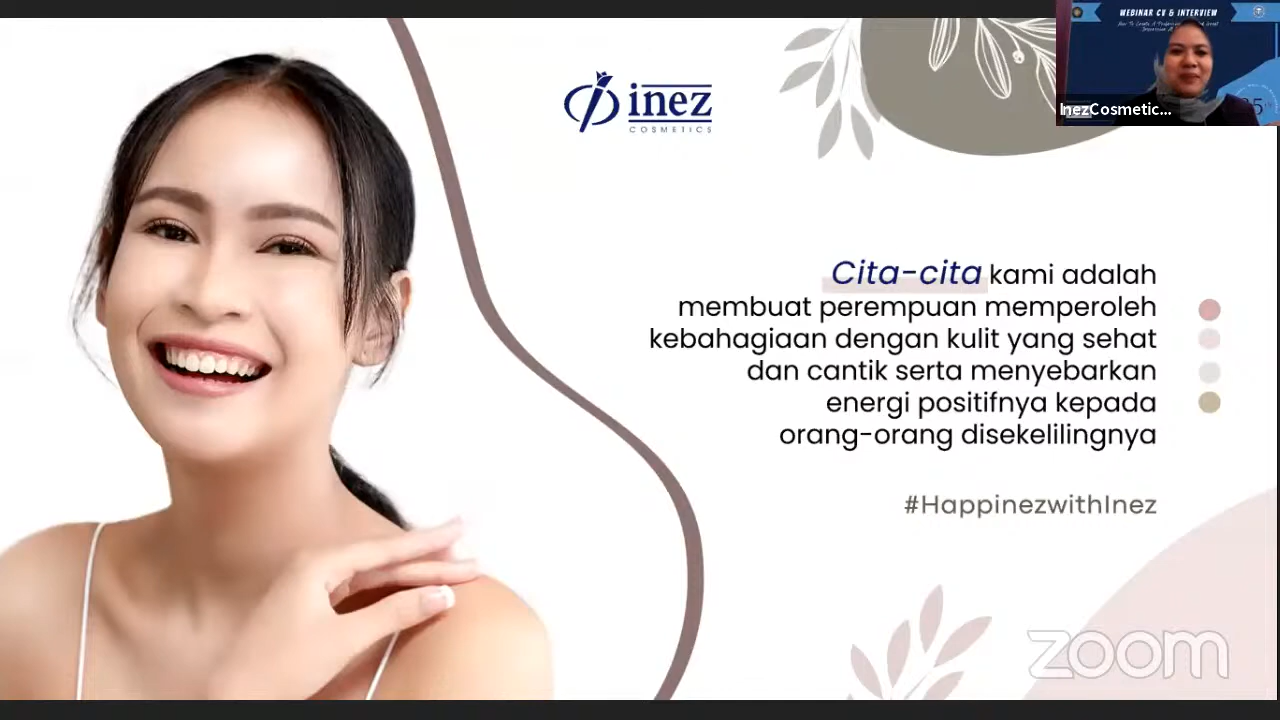 inez
COSMETICS
WEBINAR CV & INTERVIEW
InezCosmetic...
Cita-cita kami adalah
membuat perempuan memperoleh
kebahagiaan dengan kulit yang sehat
dan cantik serta menyebarkan
energi positifnya kepada
orang-orang disekelilingnya
#HappinezwithInez
zoom